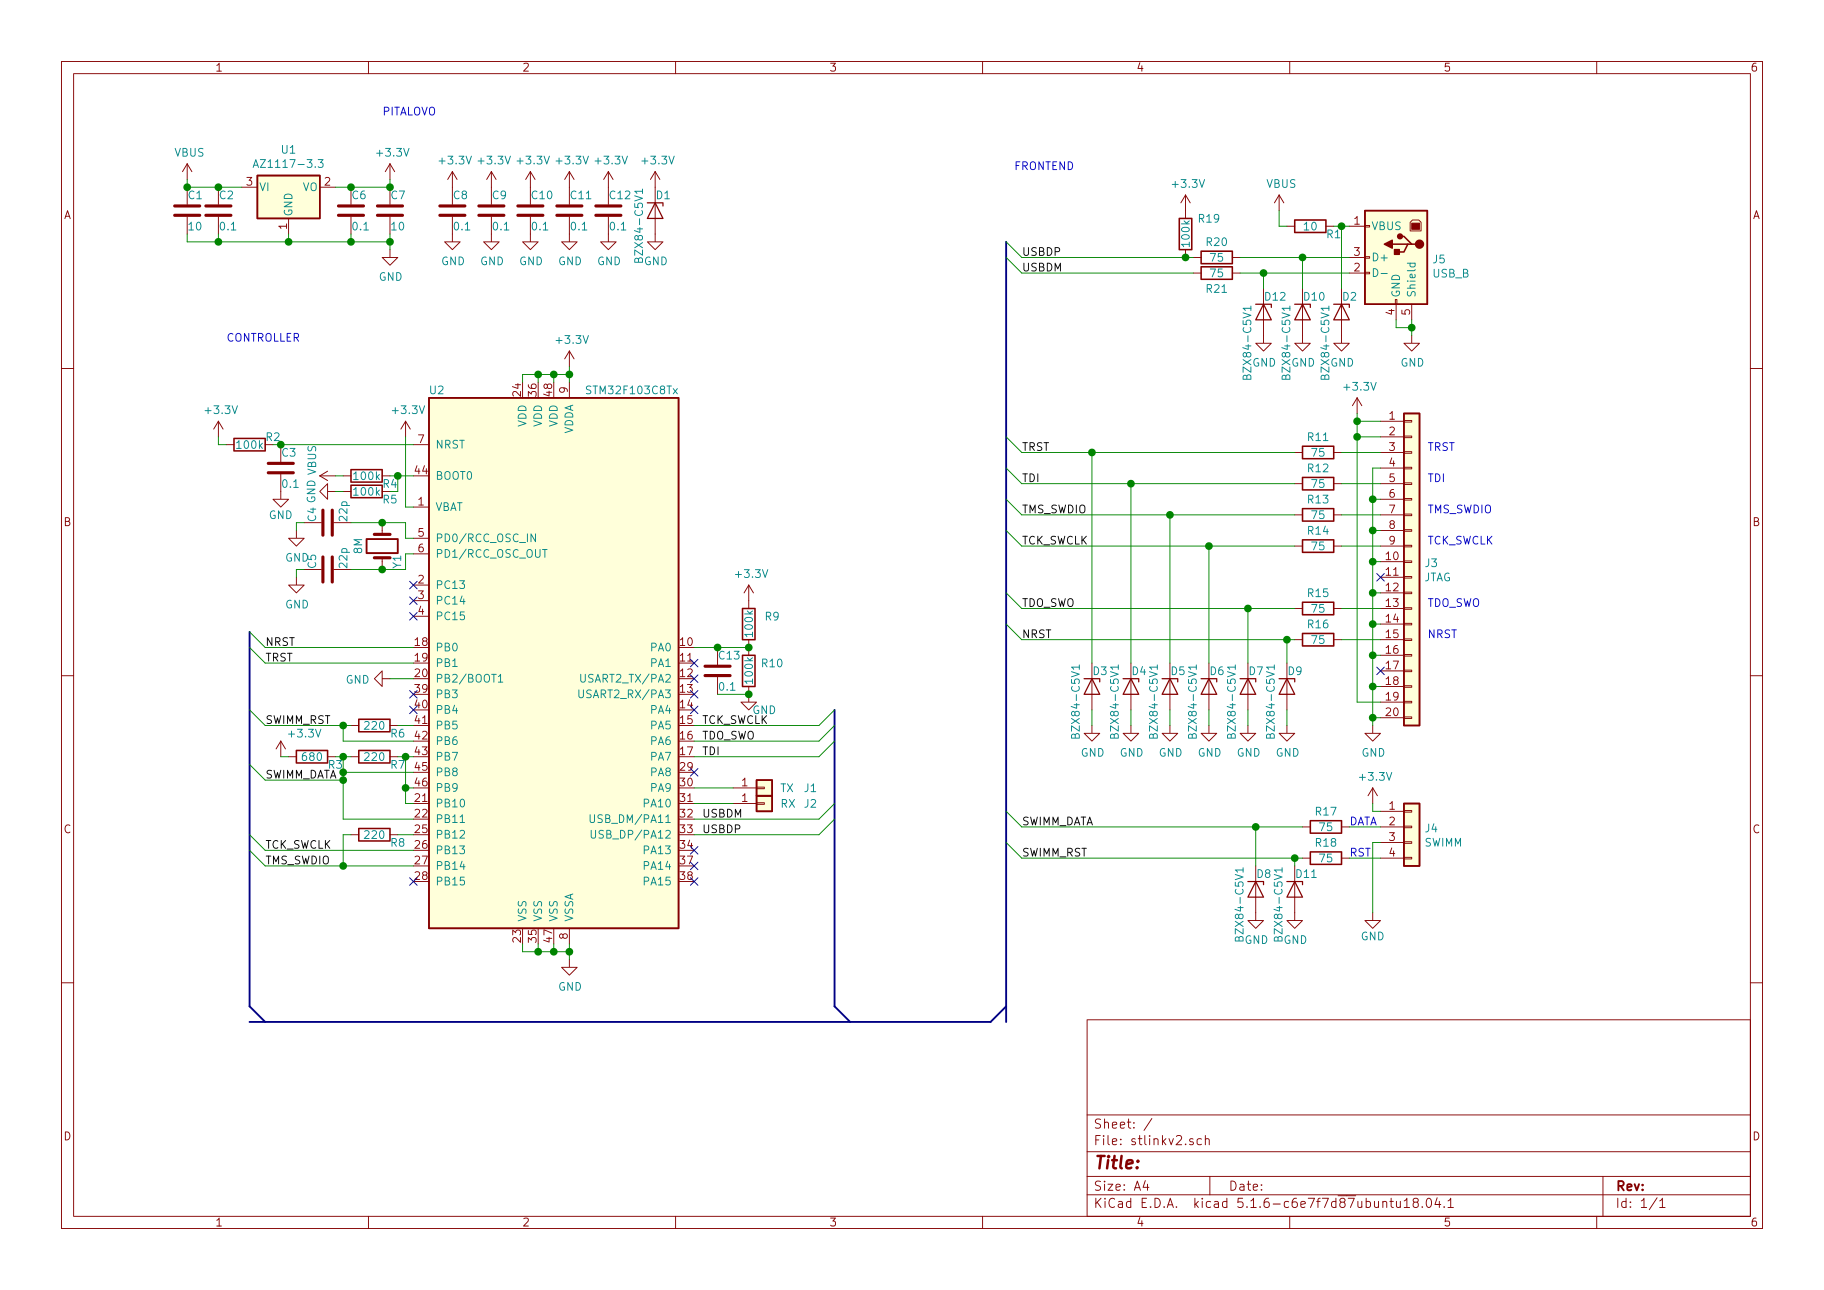 1 2 3 4 5 6
PITALOVO
VBUS
U1
AZ1117-3.3
+3.3V
+3.3V +3.3V +3.3V +3.3V +3.3V +3.3V
3 VI VO 2
GND
1
C1 C2 C6 C7
10 0.1 0.1 10
GND
C8 C9 C10 C11 C12 D1
0.1 0.1 0.1 0.1 0.1 BZX84-C5V1
GND GND GND GND GND GND
FRONTEND
+3.3V
VBUS
R19
100k
10
R1
R20
75
75
R21
USBDP
USBDM
1 VBUS
3 D+
2 D-
GND
Shield
4 5
J5
USB_B
D12 D10 D2
BZX84-C5V1 BZX84-C5V1 BZX84-C5V1
GND GND GND GND
A A
CONTROLLER
+3.3V
U2 STM32F103C8Tx
24 36 48 9
VDD VDD VDD VDDA
+3.3V +3.3V
R2
100k
C3
0.1
GND
VBUS
100k
R4
GND
100k
R5
C4 22p
GND
8M
Y1
C5 22p
GND
7 NRST
44 BOOT0
1 VBAT
5 PD0/RCC_OSC_IN
6 PD1/RCC_OSC_OUT
2 PC13
3 PC14
4 PC15
NRST 18 PB0
TRST 19 PB1
GND 20 PB2/BOOT1
39 PB3
40 PB4
SWIMM_RST 220 41 PB5
R6
42 PB6
+3.3V
680 220 43 PB7
R3 R7
SWIMM_DATA
45 PB8
46 PB9
21 PB10
22 PB11
220 25 PB12
R8
TCK_SWCLK 26 PB13
TMS_SWDIO 27 PB14
28 PB15
PA0 10
PA1 11
USART2_TX/PA2 12
USART2_RX/PA3 13
PA4 14
PA5 15 TCK_SWCLK
PA6 16 TDO_SWO
PA7 17 TDI
PA8 29
PA9 30 1 TX J1
PA10 31 1 RX J2
USB_DM/PA11 32 USBDM
USB_DP/PA12 33 USBDP
PA13 34
PA14 37
PA15 38
VSS VSS VSS VSSA
23 35 47 8
GND
+3.3V
100k R9
C13
100k R10
0.1
GND
B B
+3.3V
1
2
TRST R11 75 3 TRST
4
TDI R12 75 5 TDI
6
TMS_SWDIO R13 75 7 TMS_SWDIO
8
TCK_SWCLK R14 75 9 TCK_SWCLK
10
J3
11 JTAG
12
TDO_SWO R15 75 13 TDO_SWO
14
NRST R16 75 15 NRST
16
17
18
19
20
D3 D4 D5 D6 D7 D9
BZX84-C5V1 BZX84-C5V1 BZX84-C5V1 BZX84-C5V1 BZX84-C5V1 BZX84-C5V1
GND GND GND GND GND GND GND
C C
+3.3V
1
SWIMM_DATA R17 75 DATA 2
J4
3 SWIMM
SWIMM_RST R18 75 RST 4
D8 D11
BZX84-C5V1 BZX84-C5V1
GND GND GND
D D
Sheet: /
File: stlinkv2.sch
Title:
Size: A4 Date: Rev:
KiCad E.D.A. kicad 5.1.6-c6e7f7d87ubuntu18.04.1 Id: 1/1
1 2 3 4 5 6